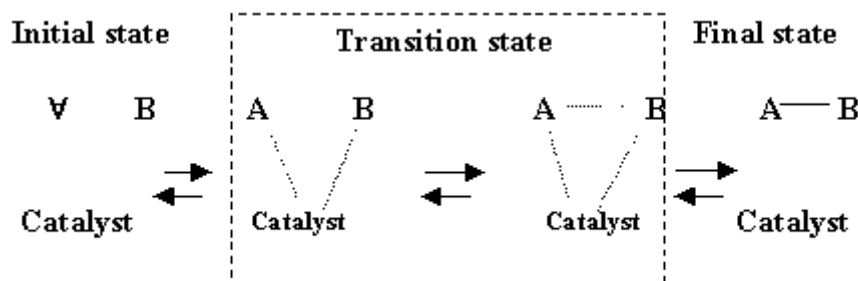 Initial state Transition state Final state
∀ B A B A B A B
Catalyst Catalyst Catalyst Catalyst